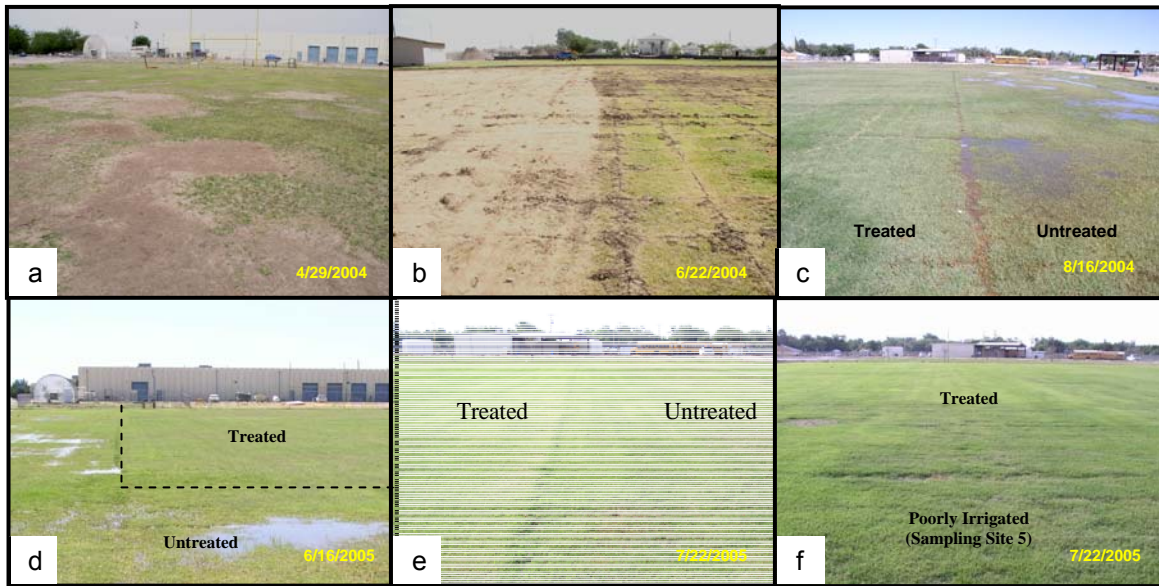 a
4/29/2004
b
6/22/2004
Treated
Untreated
c
8/16/2004
Treated
Untreated
d
6/16/2005
Treated
Untreated
e
7/22/2005
Treated
Poorly Irrigated
(Sampling Site 5)
f
7/22/2005